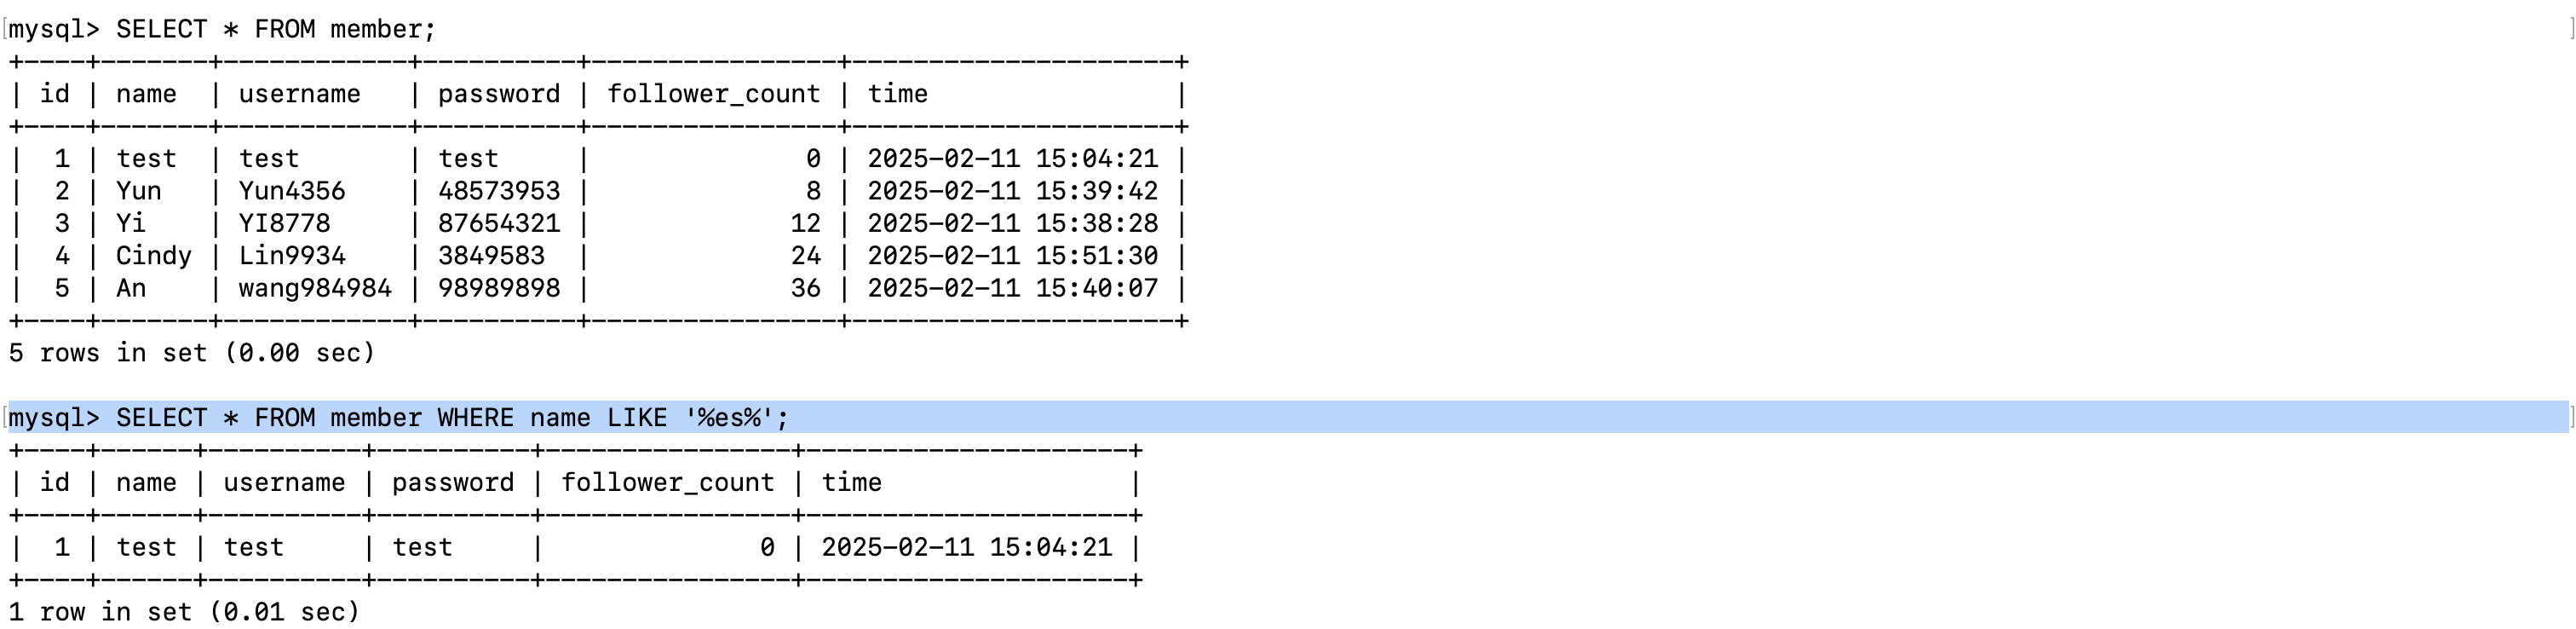 mysql> SELECT * FROM member;
+----+-------+------------+----------+----------------+---------------------+
| id | name  | username   | password | follower_count | time                |
+----+-------+------------+----------+----------------+---------------------+
|  1 | test  | test       | test     |              0 | 2025-02-11 15:04:21 |
|  2 | Yun   | Yun4356    | 48573953 |              8 | 2025-02-11 15:39:42 |
|  3 | Yi    | YI8778     | 87654321 |             12 | 2025-02-11 15:38:28 |
|  4 | Cindy | Lin9934    | 3849583  |             24 | 2025-02-11 15:51:30 |
|  5 | An    | wang984984 | 98989898 |             36 | 2025-02-11 15:40:07 |
+----+-------+------------+----------+----------------+---------------------+
5 rows in set (0.00 sec)
mysql> SELECT * FROM member WHERE name LIKE '%es%';
+----+------+----------+----------+----------------+---------------------+
| id | name | username | password | follower_count | time                |
+----+------+----------+----------+----------------+---------------------+
|  1 | test | test     | test     |              0 | 2025-02-11 15:04:21 |
+----+------+----------+----------+----------------+---------------------+
1 row in set (0.01 sec)